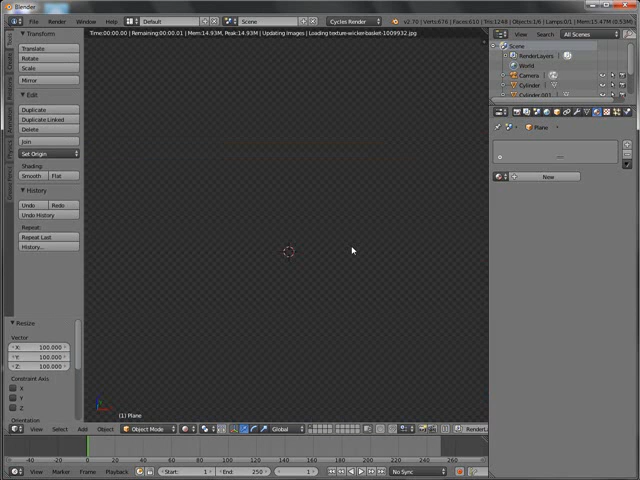 Blender
File Render Window Help Default Scene Cycles Render v2.70 | Verts:676 | Faces:610 | Tris:1248 | Objects:1/6 | Lamps:0/1 | Mem:15.47M (0.53M)
Time:00:00.00 | Remaining:00:00.01 | Mem:14.93M, Peak:14.93M | Updating Images | Loading texture-wicker-basket-1009932.jpg
Transform
Translate
Rotate
Scale
Mirror
Edit
Duplicate
Duplicate Linked
Delete
Join
Set Origin
Shading:
Smooth Flat
History
Undo Redo
Undo History
Repeat:
Repeat Last
History...
Resize
Vector
X: 100.000
Y: 100.000
Z: 100.000
Constraint Axis
X
Y
Z
Orientation
(1) Plane
View Select Add Object Object Mode Global RenderL
-40 -20 0 20 40 60 80 100 120 140 160 180 200 220 240 260
View Marker Frame Playback Start: 1 End: 250 1 No Sync
View Search All Scenes
Scene
RenderLayers
World
Camera
Cylinder
Cylinder.001
Plane
New